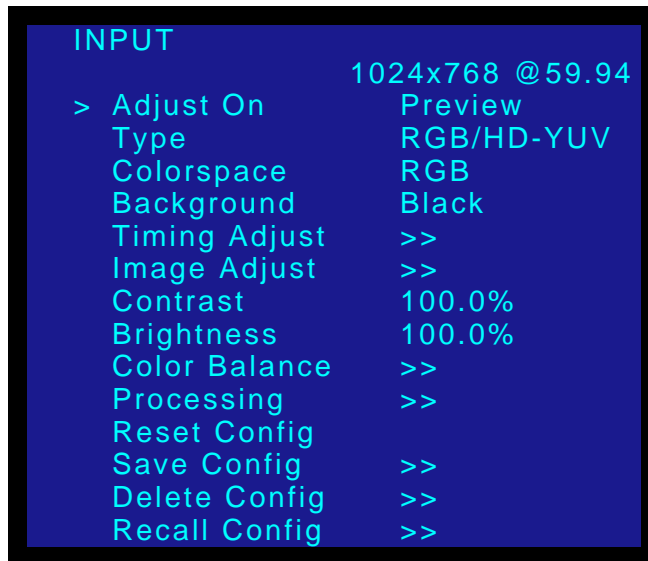 INPUT
1024x768 @59.94
> Adjust On Preview
Type RGB/HD-YUV
Colorspace RGB
Background Black
Timing Adjust >>
Image Adjust >>
Contrast 100.0%
Brightness 100.0%
Color Balance >>
Processing >>
Reset Config
Save Config >>
Delete Config >>
Recall Config >>